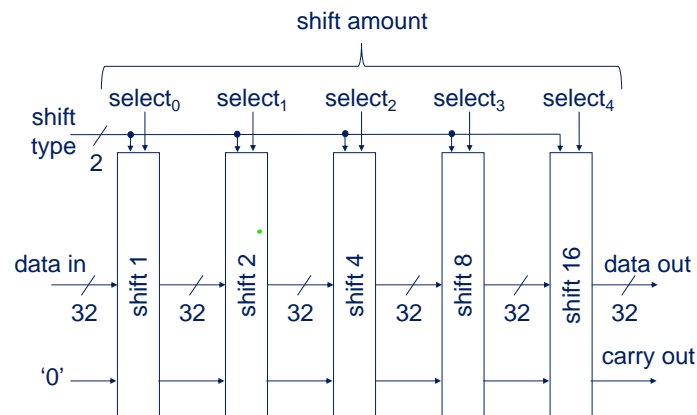 shift amount
select₀ select₁ select₂ select₃ select₄
shift
type
2
shift 1 shift 2 shift 4 shift 8 shift 16
data in data out
32 32 32 32 32 32
'0' carry out